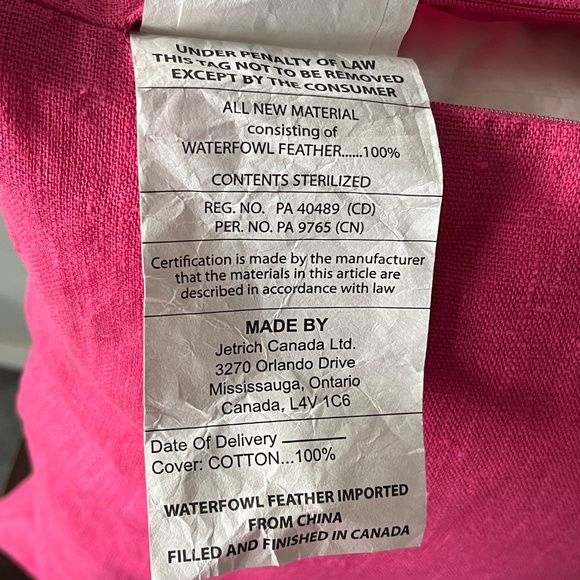 UNDER PENALTY OF LAW
THIS TAG NOT TO BE REMOVED
EXCEPT BY THE CONSUMER
ALL NEW MATERIAL
consisting of
WATERFOWL FEATHER......100%
CONTENTS STERILIZED
REG. NO. PA 40489 (CD)
PER. NO. PA 9765 (CN)
Certification is made by the manufacturer
that the materials in this article are
described in accordance with law
MADE BY
Jetrich Canada Ltd.
3270 Orlando Drive
Mississauga, Ontario
Canada, L4V 1C6
Date Of Delivery ________
Cover: COTTON...100%
WATERFOWL FEATHER IMPORTED
FROM CHINA
FILLED AND FINISHED IN CANADA